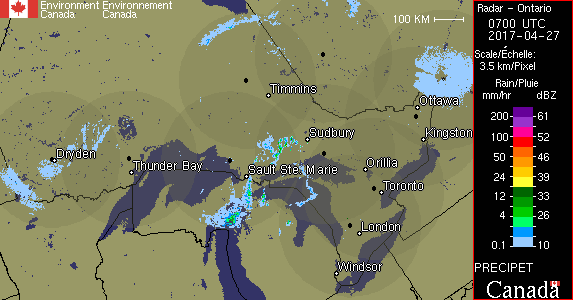 Environment Environnement
Canada Canada
100 KM
Timmins
Ottawa
Sudbury
Kingston
Dryden
Thunder Bay
Sault Ste. Marie
Orillia
Toronto
London
Windsor
Radar - Ontario
0700 UTC
2017-04-27
Scale/Échelle:
3.5 km/Pixel
Rain/Pluie
mm/hr dBZ
200 61
100 52
50 46
24 39
12 33
4 26
0.1 10
PRECIPET
Canada